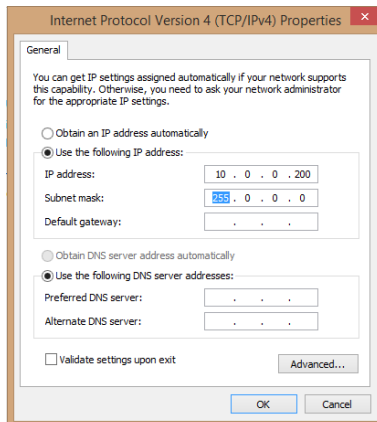 Internet Protocol Version 4 (TCP/IPv4) Properties
General
You can get IP settings assigned automatically if your network supports
this capability. Otherwise, you need to ask your network administrator
for the appropriate IP settings.
Obtain an IP address automatically
Use the following IP address:
IP address: 10 . 0 . 0 . 200
Subnet mask: 255 . 0 . 0 . 0
Default gateway: . . .
Obtain DNS server address automatically
Use the following DNS server addresses:
Preferred DNS server: . . .
Alternate DNS server: . . .
Validate settings upon exit
Advanced...
OK Cancel